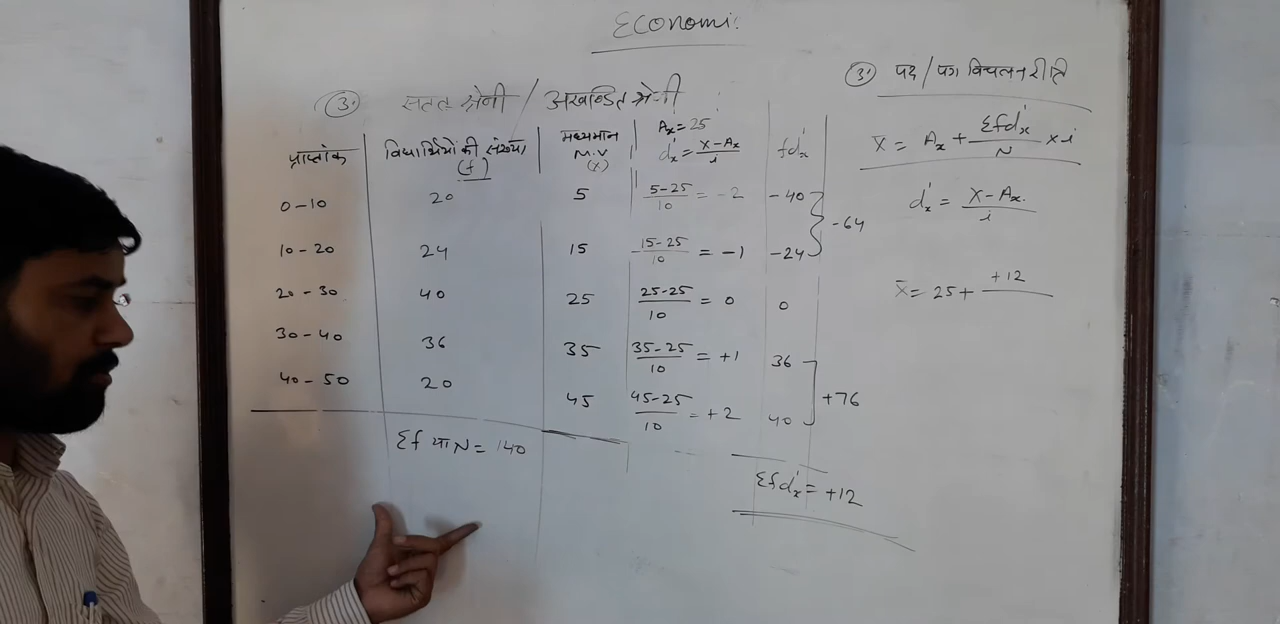 Economi.
3. सतत श्रेनी / अखण्डित श्रेणी
प्राप्तांक
विद्यार्थियों की संख्या (f)
मध्यमान M.V (x)
Ax = 25
d'x = x-Ax / i
fd'x
0-10 20 5 5-25/10 = -2 -40
10-20 24 15 15-25/10 = -1 -24
-64
20-30 40 25 25-25/10 = 0 0
30-40 36 35 35-25/10 = +1 36
40-50 20 45 45-25/10 = +2 40
+76
Σf या N = 140
Σfd'x = +12
3. पद / पग विचलन रीति
X̄ = Ax + Σfd'x / N × i
d'x = X - Ax. / i
X̄ = 25 + +12 /